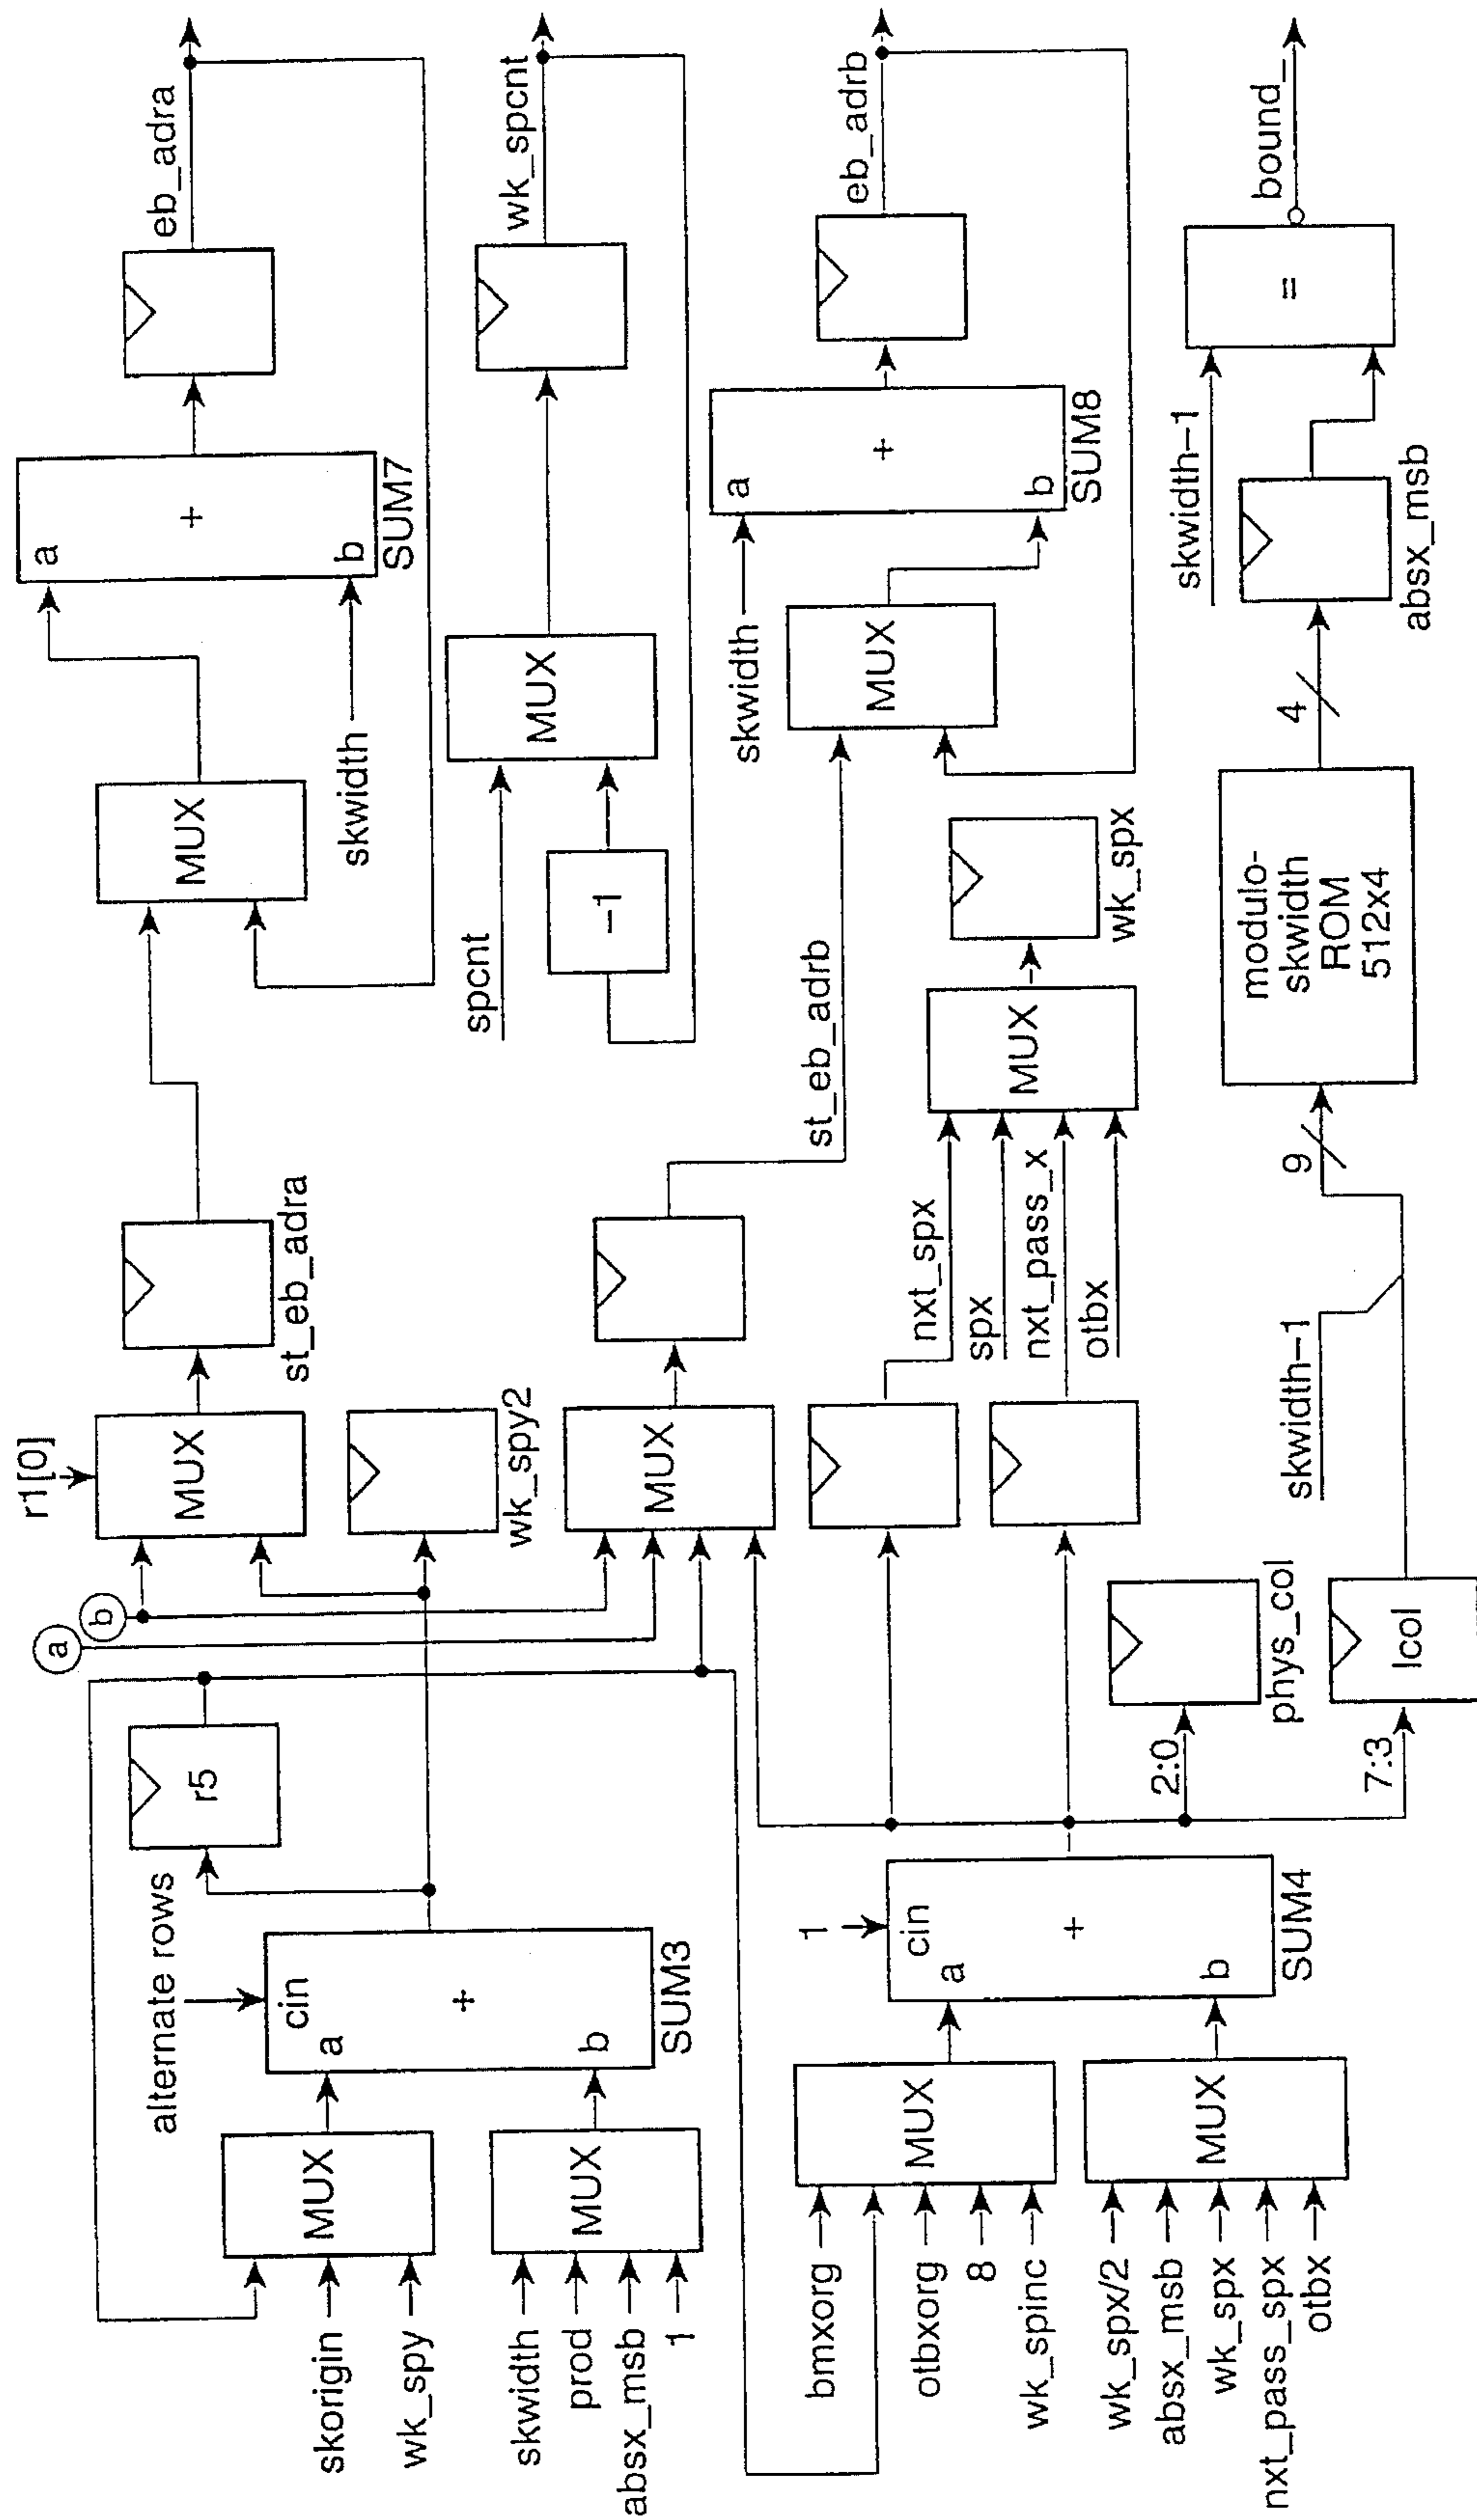 alternate rows
r5
skorigin
wk_spy
MUX
a
cin
+
b
SUM3
skwidth
prod
absx_msb
1
MUX
a
b
r1[0]
MUX
st_eb_adra
wk_spy2
MUX
MUX
skwidth
a
+
b
SUM7
eb_adra
spcnt
-1
MUX
wk_spcnt
st_eb_adrb
MUX
skwidth
a
+
b
SUM8
eb_adrb
bmxorg
otbxorg
8
wk_spinc
MUX
wk_spx/2
absx_msb
wk_spx
nxt_pass_spx
otbx
MUX
1
cin
a
+
b
SUM4
nxt_spx
spx
nxt_pass_x
otbx
MUX
wk_spx
2:0
phys_col
7:3
lcol
skwidth-1
9
modulo-
skwidth
ROM
512x4
4
absx_msb
skwidth-1
=
bound_